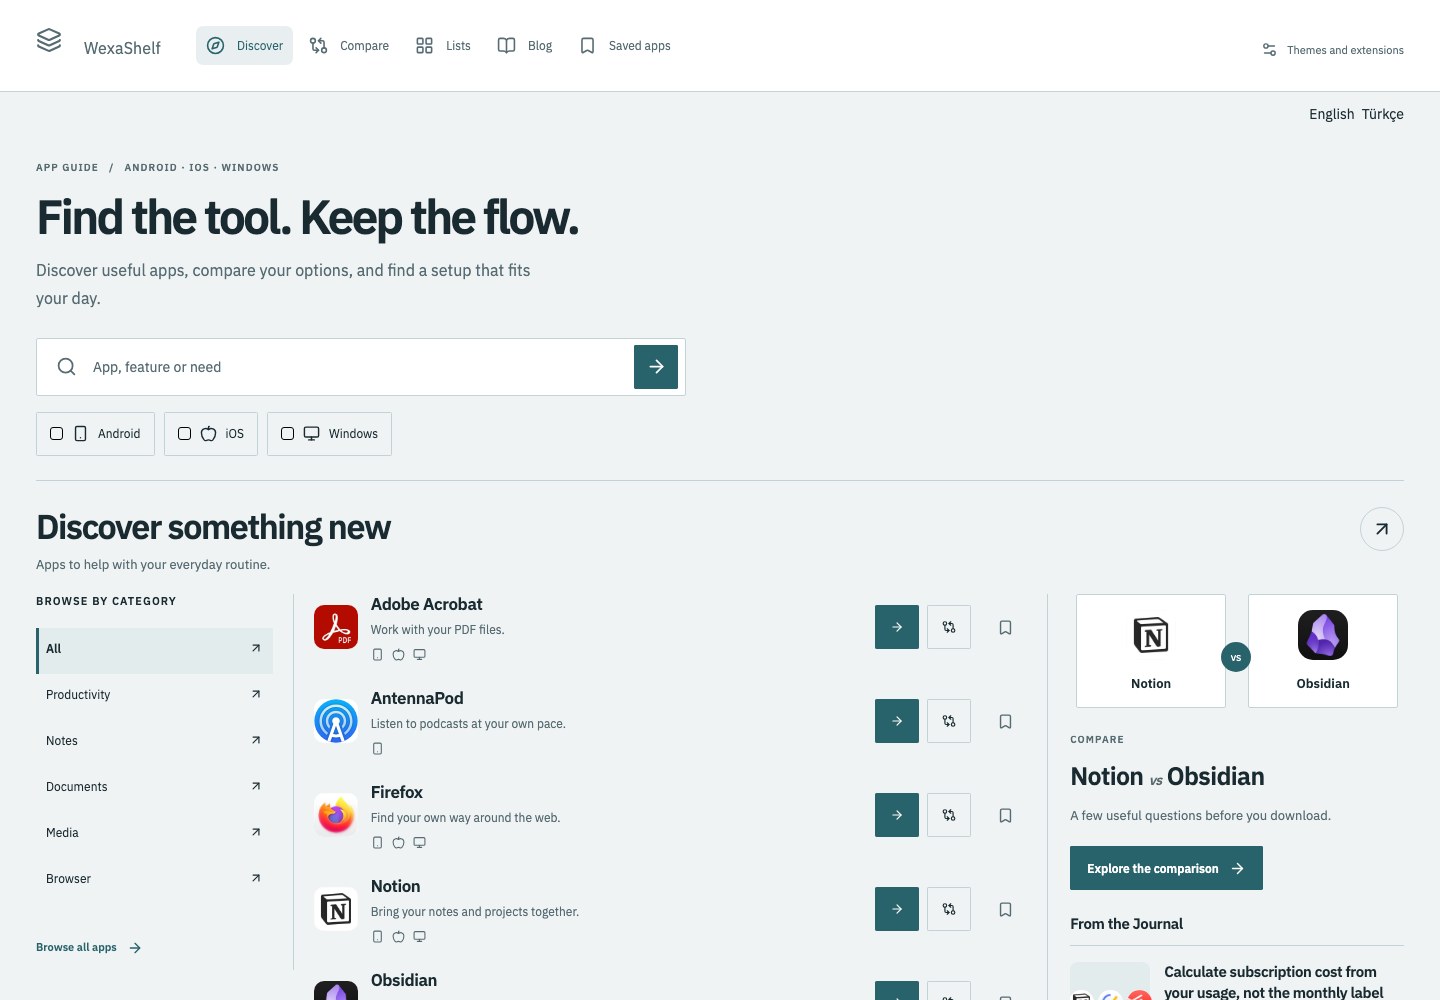 WexaShelf
Discover
Compare
Lists
Blog
Saved apps
Themes and extensions
English Türkçe
APP GUIDE / ANDROID · IOS · WINDOWS
Find the tool. Keep the flow.
Discover useful apps, compare your options, and find a setup that fits
your day.
App, feature or need
Android
iOS
Windows
Discover something new
Apps to help with your everyday routine.
BROWSE BY CATEGORY
All
Productivity
Notes
Documents
Media
Browser
Browse all apps
PDF
Adobe Acrobat
Work with your PDF files.
AntennaPod
Listen to podcasts at your own pace.
Firefox
Find your own way around the web.
Notion
Bring your notes and projects together.
Obsidian
Notion
VS
Obsidian
COMPARE
Notion vs Obsidian
A few useful questions before you download.
Explore the comparison
From the Journal
Calculate subscription cost from
your usage, not the monthly label